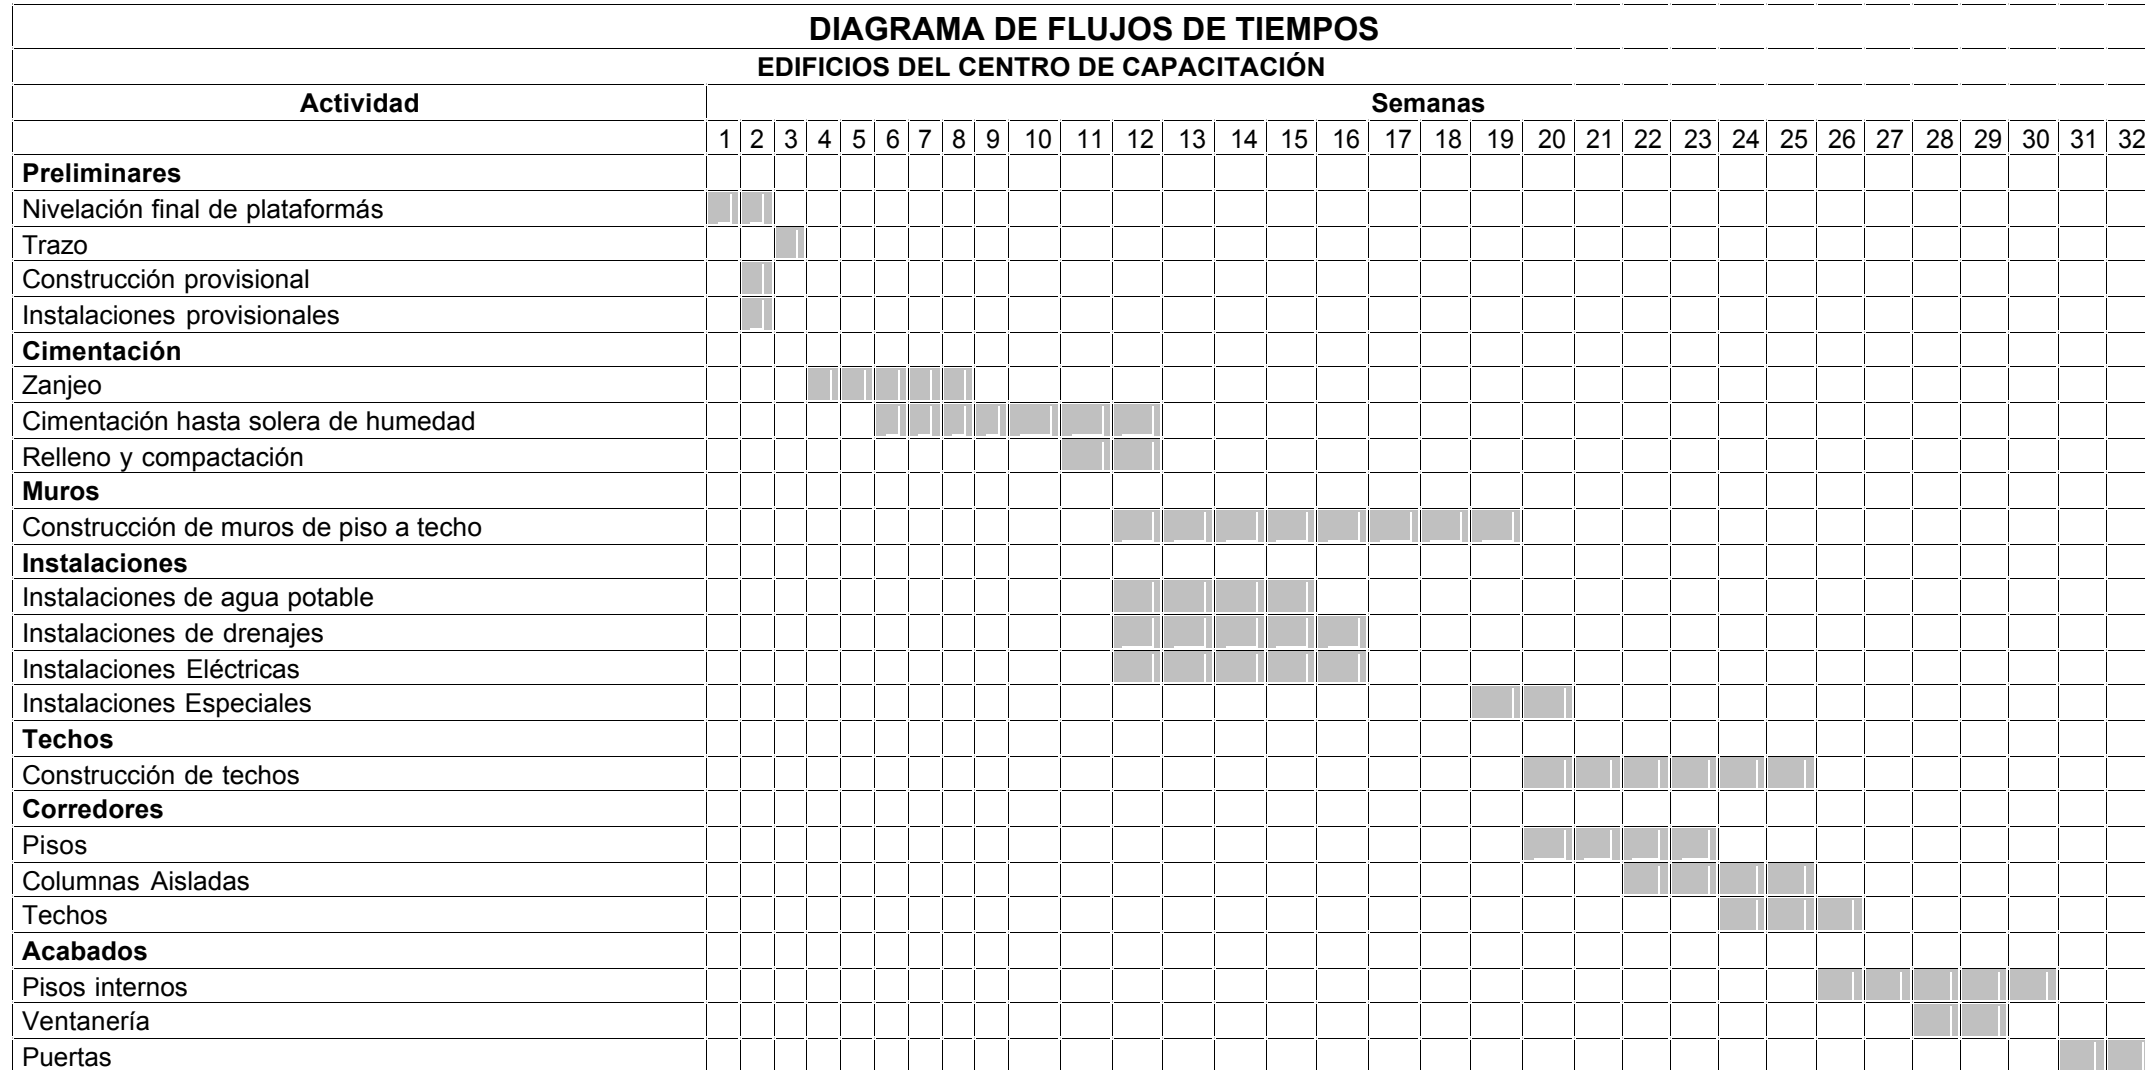 DIAGRAMA DE FLUJOS DE TIEMPOS
EDIFICIOS DEL CENTRO DE CAPACITACIÓN
Actividad Semanas
1 2 3 4 5 6 7 8 9 10 11 12 13 14 15 16 17 18 19 20 21 22 23 24 25 26 27 28 29 30 31 32
Preliminares
Nivelación final de plataformás
Trazo
Construcción provisional
Instalaciones provisionales
Cimentación
Zanjeo
Cimentación hasta solera de humedad
Relleno y compactación
Muros
Construcción de muros de piso a techo
Instalaciones
Instalaciones de agua potable
Instalaciones de drenajes
Instalaciones Eléctricas
Instalaciones Especiales
Techos
Construcción de techos
Corredores
Pisos
Columnas Aisladas
Techos
Acabados
Pisos internos
Ventanería
Puertas